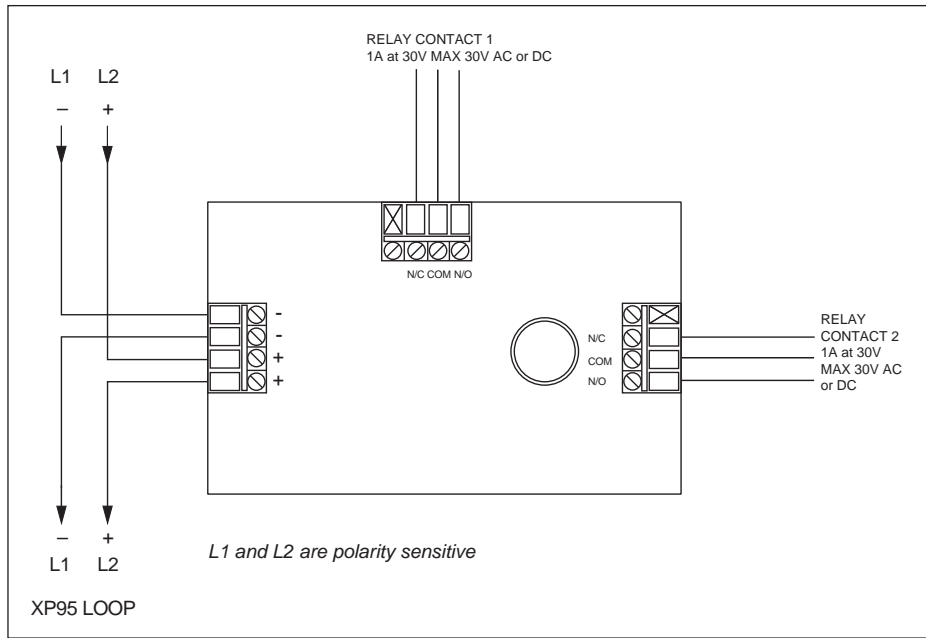 RELAY CONTACT 1
1A at 30V MAX 30V AC or DC
L1 L2
– +
N/C COM N/O
-
-
+
+
N/C
COM
N/O
RELAY
CONTACT 2
1A at 30V
MAX 30V AC
or DC
– +
L1 L2
L1 and L2 are polarity sensitive
XP95 LOOP